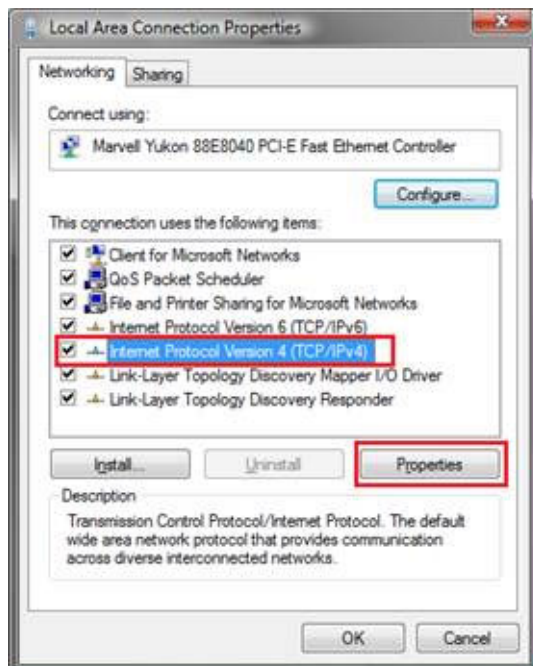 Local Area Connection Properties
Networking Sharing
Connect using:
Marvell Yukon 88E8040 PCI-E Fast Ethernet Controller
Configure...
This connection uses the following items:
Client for Microsoft Networks
QoS Packet Scheduler
File and Printer Sharing for Microsoft Networks
Internet Protocol Version 6 (TCP/IPv6)
Internet Protocol Version 4 (TCP/IPv4)
Link-Layer Topology Discovery Mapper I/O Driver
Link-Layer Topology Discovery Responder
Install... Uninstall Properties
Description
Transmission Control Protocol/Internet Protocol. The default
wide area network protocol that provides communication
across diverse interconnected networks.
OK Cancel